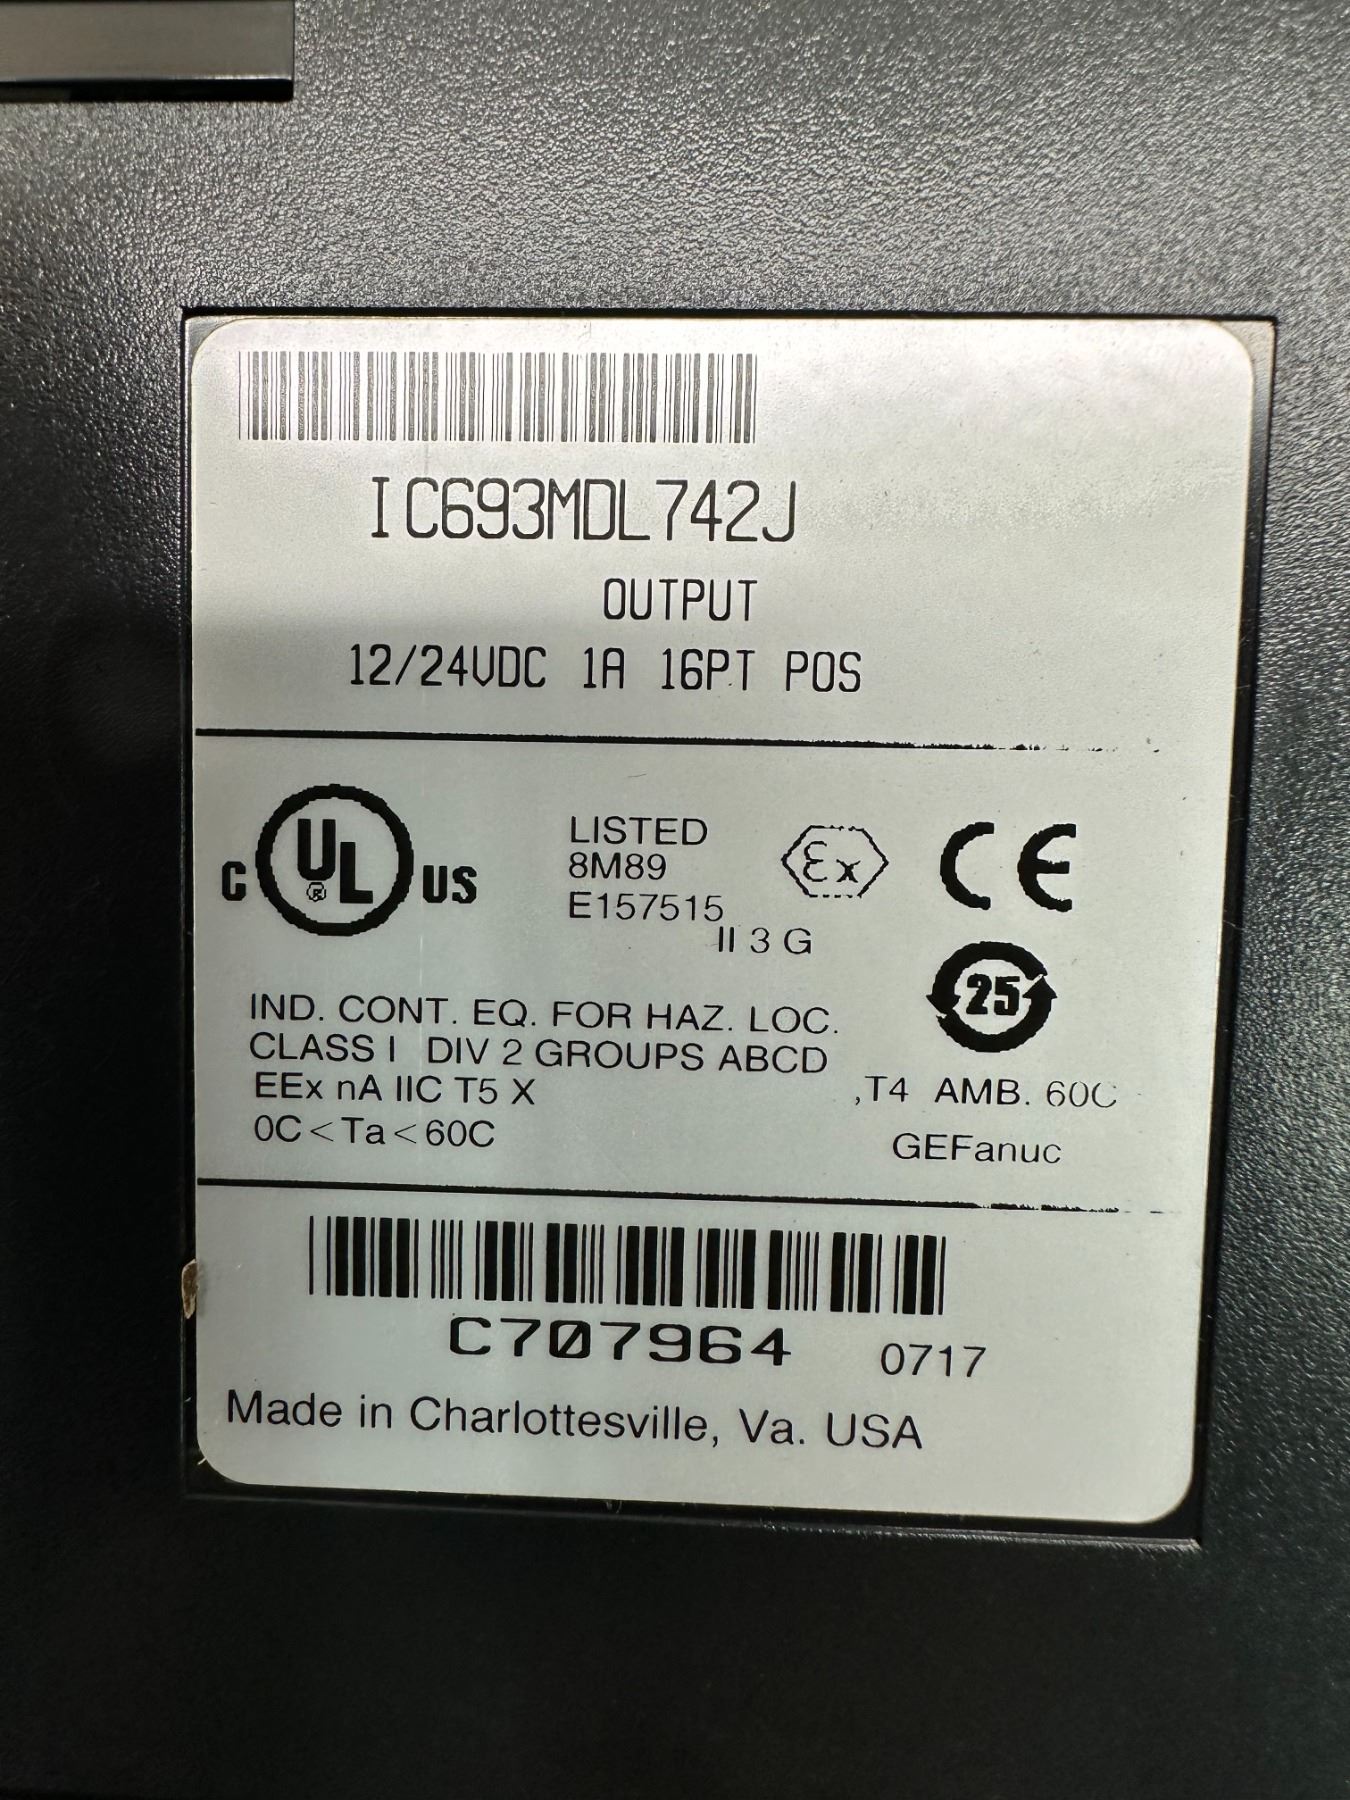 IC693MDL742J
OUTPUT
12/24VDC 1A 16PT POS
C UL US
R
LISTED
8M89
E157515
Ex
II 3 G
CE
25
IND. CONT. EQ. FOR HAZ. LOC.
CLASS I DIV 2 GROUPS ABCD
EEx nA IIC T5 X
,T4 AMB. 60C
0C<Ta<60C
GEFanuc
C707964 0717
Made in Charlottesville, Va. USA